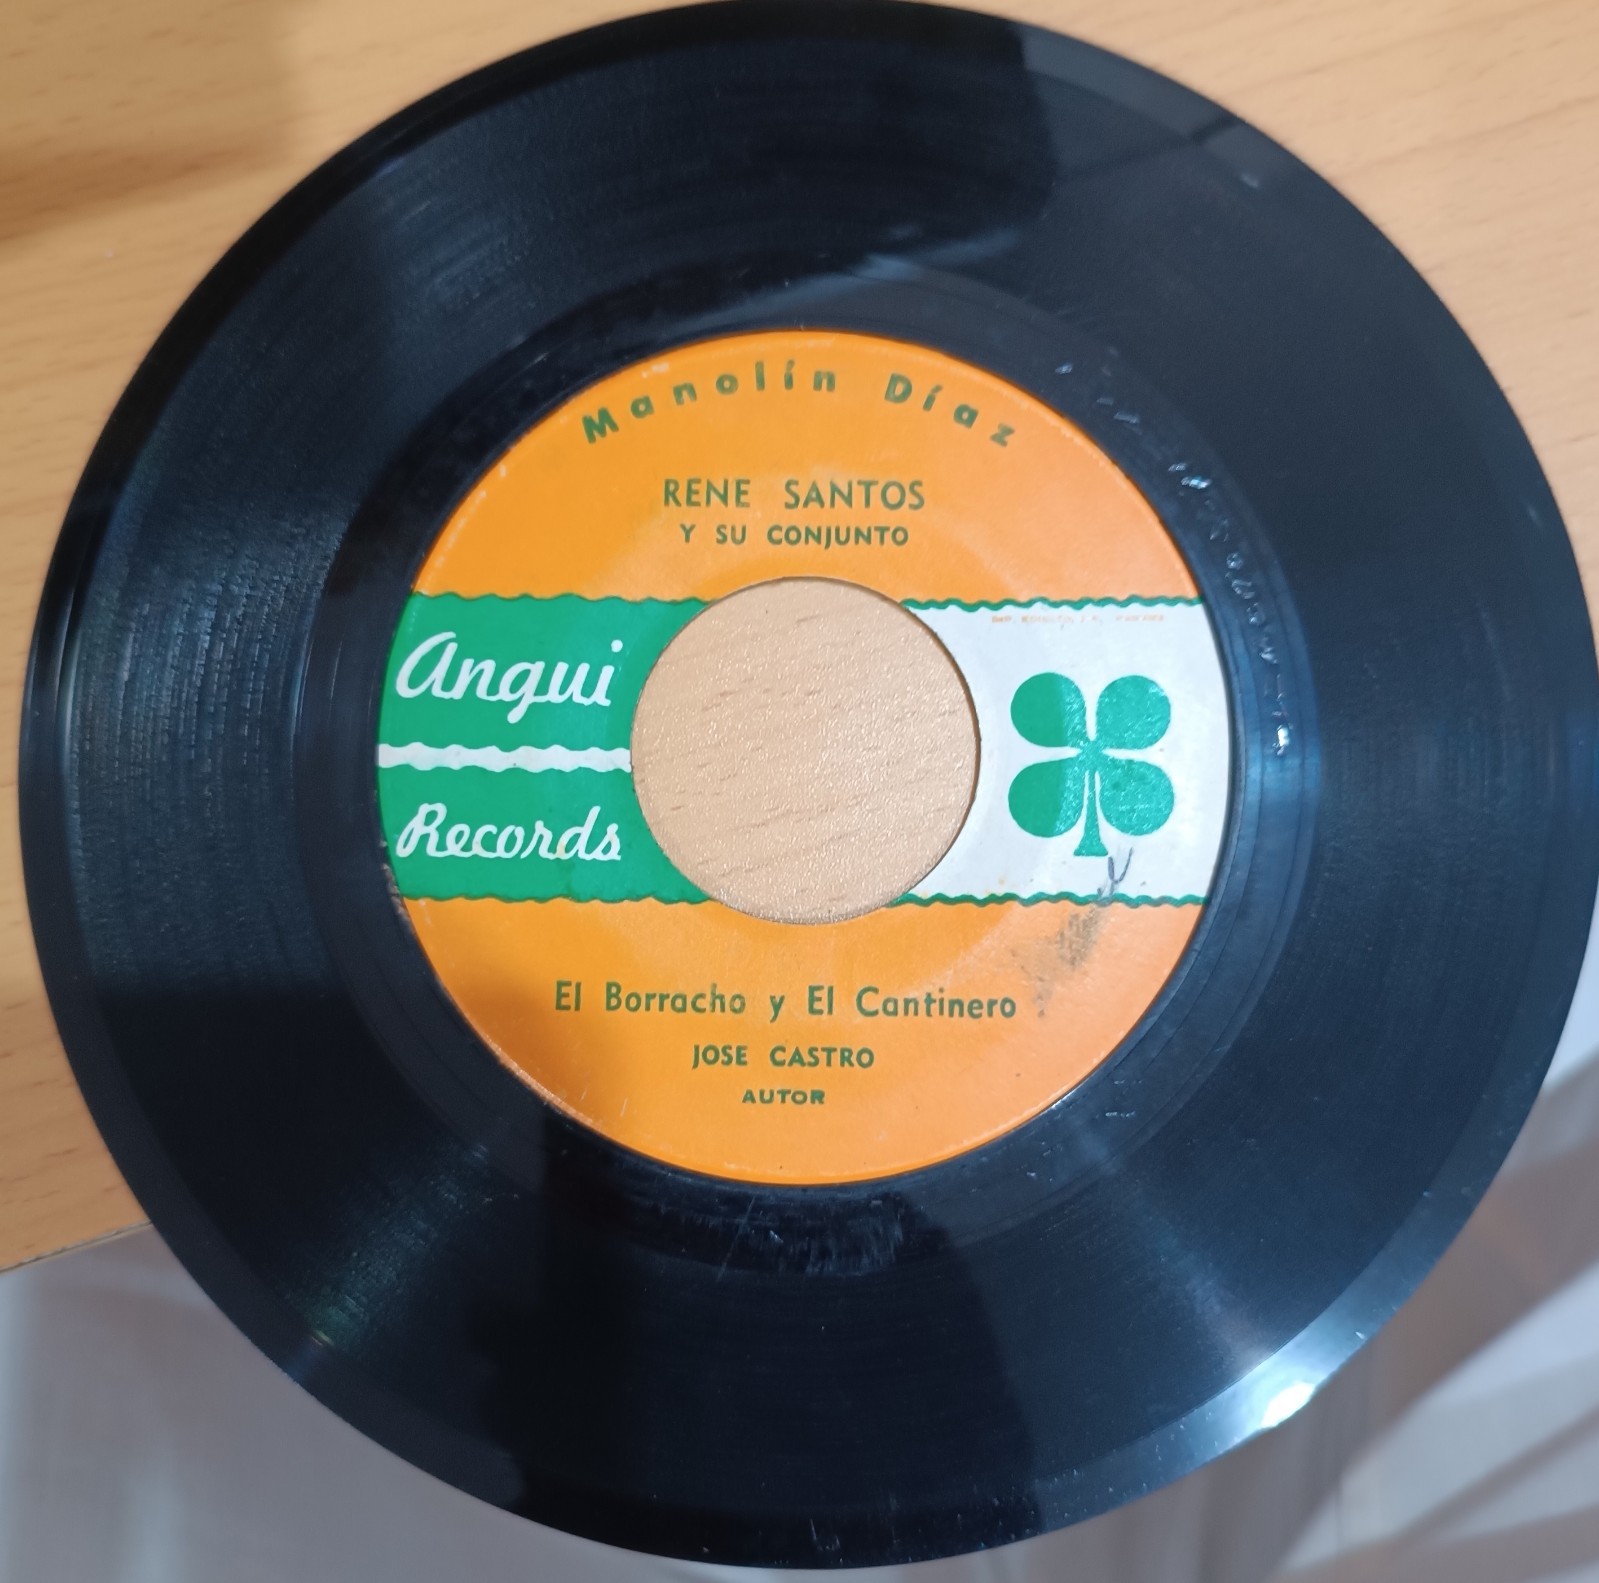 Manolín Díaz
RENE SANTOS
Y SU CONJUNTO
Angui
Records
El Borracho y El Cantinero
JOSE CASTRO
AUTOR